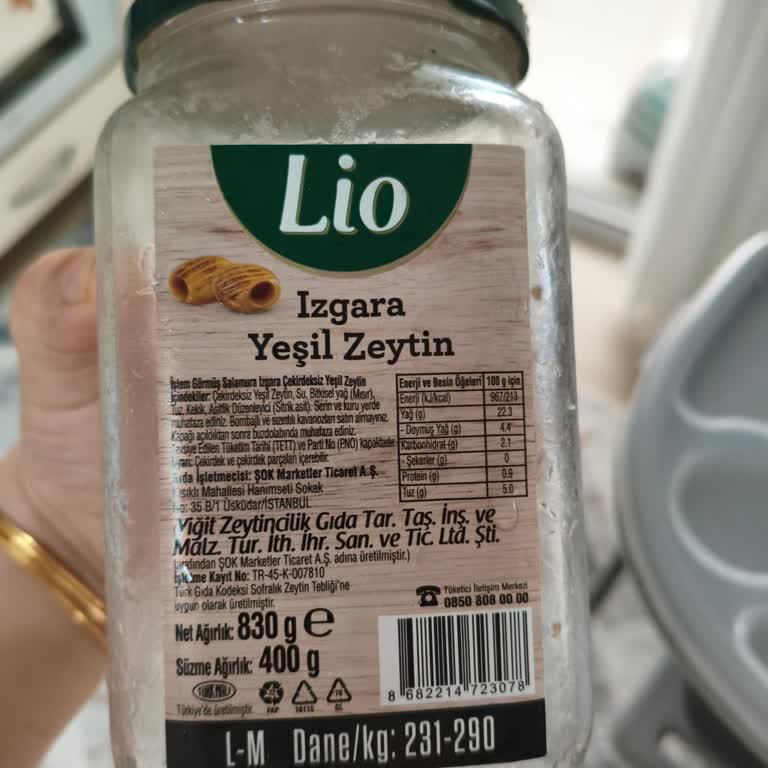 Lio
Izgara
Yeşil Zeytin
İşlem Görmüş Salamura Izgara Çekirdeksiz Yeşil Zeytin
İçindekiler: Çekirdeksiz Yeşil Zeytin, Su, Bitkisel yağ (Mısır),
Tuz, Kekik, Asitlik Düzenleyici (Sitrik asit). Serin ve kuru yerde
muhafaza ediniz. Bombajlı ve sızıntılı kavanozları satın almayınız.
Kapağı açıldıktan sonra buzdolabında muhafaza ediniz.
Tavsiye Edilen Tüketim Tarihi (TETT) ve Parti No (PNO) kapaktadır.
Çekirdek ve çekirdek parçaları içerebilir.
Gıda İşletmecisi: ŞOK Marketler Ticaret A.Ş.
Kısıklı Mahallesi Hanımseti Sokak
No: 35 B/1 Üsküdar/İSTANBUL
Enerji ve Besin Öğeleri 100 g için
Enerji (kJ/kcal) 967/213
Yağ (g) 22.3
- Doymuş Yağ (g) 4.4
Karbonhidrat (g) 2.1
- Şekerler (g) 0
Protein (g) 0.9
Tuz (g) 5.0
Yiğit Zeytincilik Gıda Tar. Taş. İnş. ve
Malz. Tur. İth. İhr. San. ve Tic. Ltd. Şti.
tarafından ŞOK Marketler Ticaret A.Ş. adına üretilmiştir.)
İşletme Kayıt No: TR-45-K-007810
Türk Gıda Kodeksi Sofralık Zeytin Tebliği'ne
uygun olarak üretilmiştir.
Tüketici İletişim Merkezi
0850 808 00 00
Net Ağırlık: 830 g e
Süzme Ağırlık: 400 g
TÜRK MALI
Türkiye'de üretilmiştir.
PAP
GL
8 682214 723078
L-M Dane/kg: 231-290